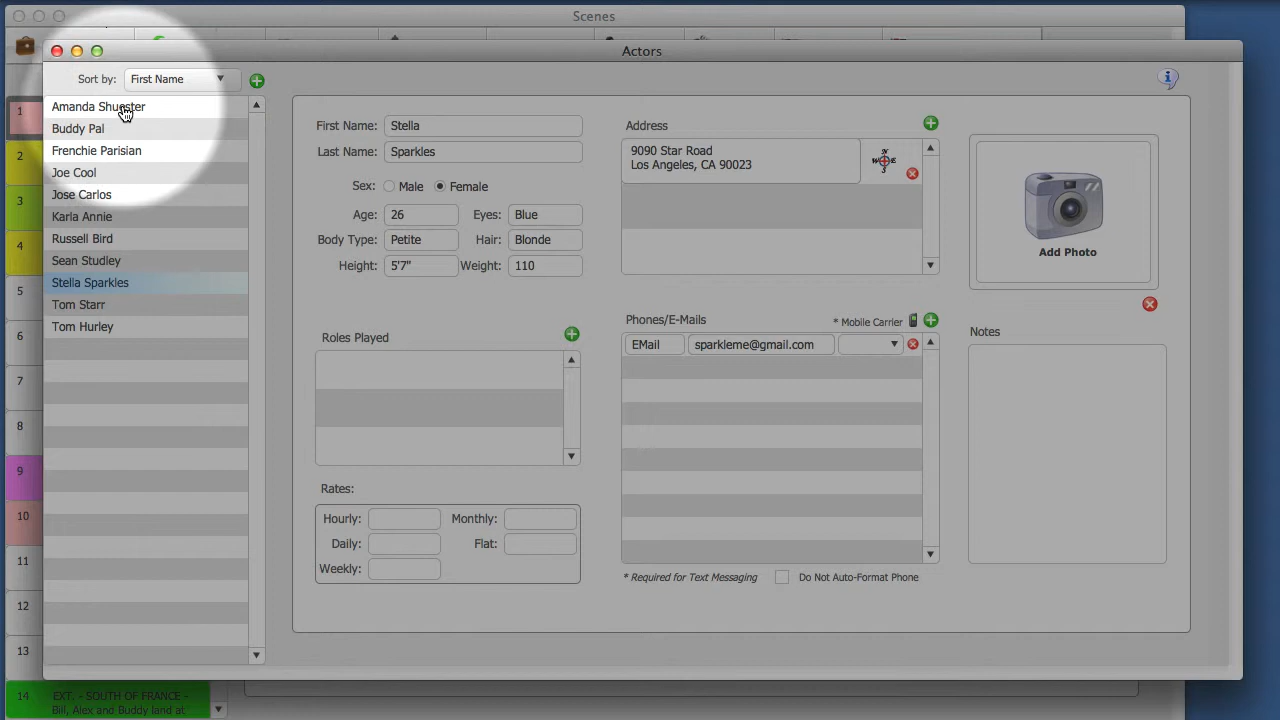 Scenes
Actors
Sort by: First Name
Amanda Shuester
Buddy Pal
Frenchie Parisian
Joe Cool
Jose Carlos
Karla Annie
Russell Bird
Sean Studley
Stella Sparkles
Tom Starr
Tom Hurley
1
2
3
4
5
6
7
8
9
10
11
12
13
14
EXT. - SOUTH OF FRANCE -
Bill, Alex and Buddy land at
First Name: Stella
Last Name: Sparkles
Sex: Male Female
Age: 26 Eyes: Blue
Body Type: Petite Hair: Blonde
Height: 5'7" Weight: 110
Roles Played
Rates:
Hourly: Monthly:
Daily: Flat:
Weekly:
Address
9090 Star Road
Los Angeles, CA 90023
N
W E
S
Phones/E-Mails * Mobile Carrier
EMail sparkleme@gmail.com
* Required for Text Messaging Do Not Auto-Format Phone
i
Add Photo
Notes